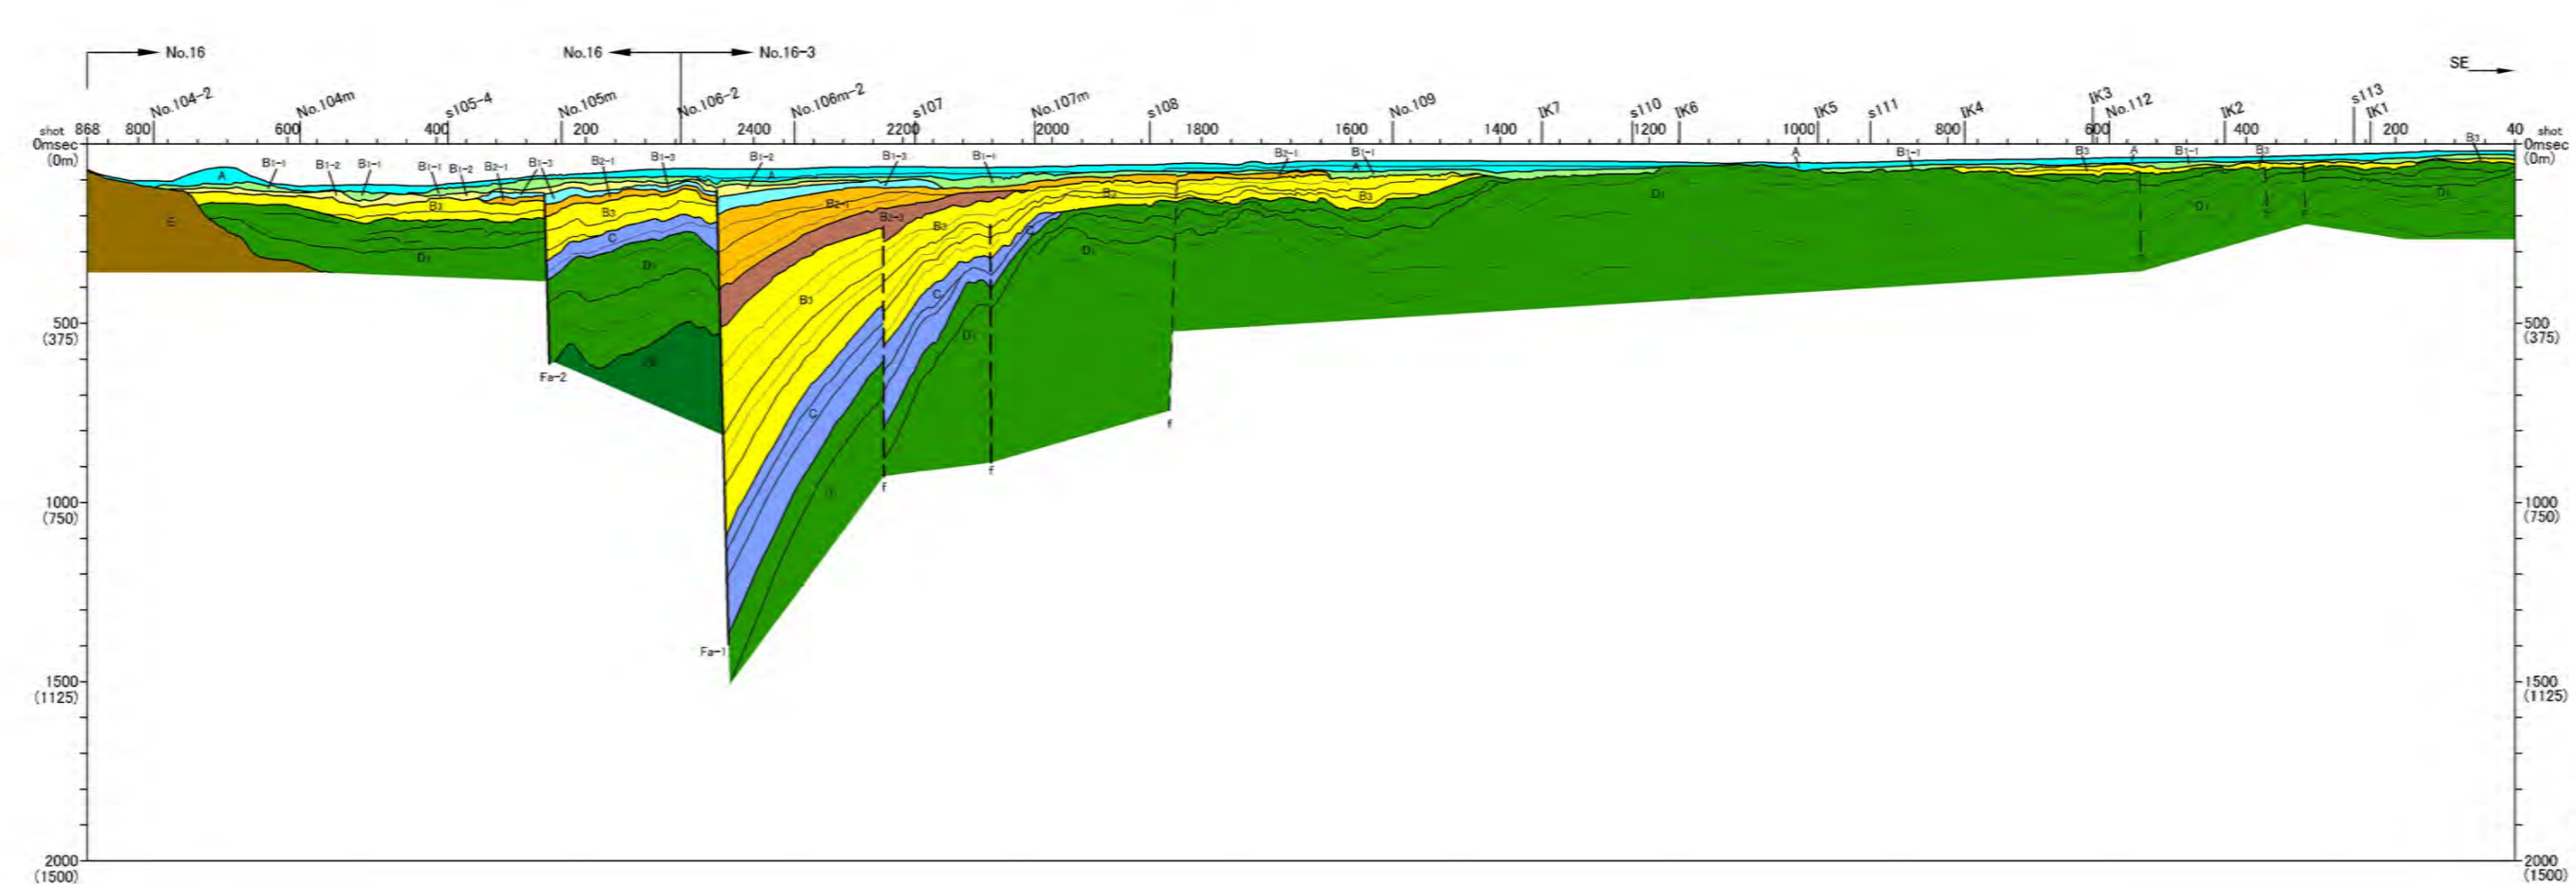 No.16
No.16
No.16-3
SE
No.104-2
No.104m
s105-4
No.105m
No.106-2
No.106m-2
s107
No.107m
s108
No.109
IK7
s110
IK6
IK5
s111
IK4
IK3
No.112
IK2
s113
IK1
shot 868 800 600 400 200 2400 2200 2000 1800 1600 1400 1200 1000 800 600 400 200 40 shot
0msec
(0m)
0msec
(0m)
B1-1 B1-2 B1-1 B1-1 B1-2 B2-1 B1-3 B2-1 B1-3 B1-2 B1-3 B1-1 B2-1 B1-1 A B1-1 B3 A B1-1 B3 B3
A A A
E B3 B3 B2-1 B2-3 B3 B3 B3 D1 D1 D1
D1 C D1 B3 C D1
C D1
C
500
(375)
500
(375)
Fa-2
f
f
f
1000
(750)
1000
(750)
Fa-1
1500
(1125)
1500
(1125)
2000
(1500)
2000
(1500)